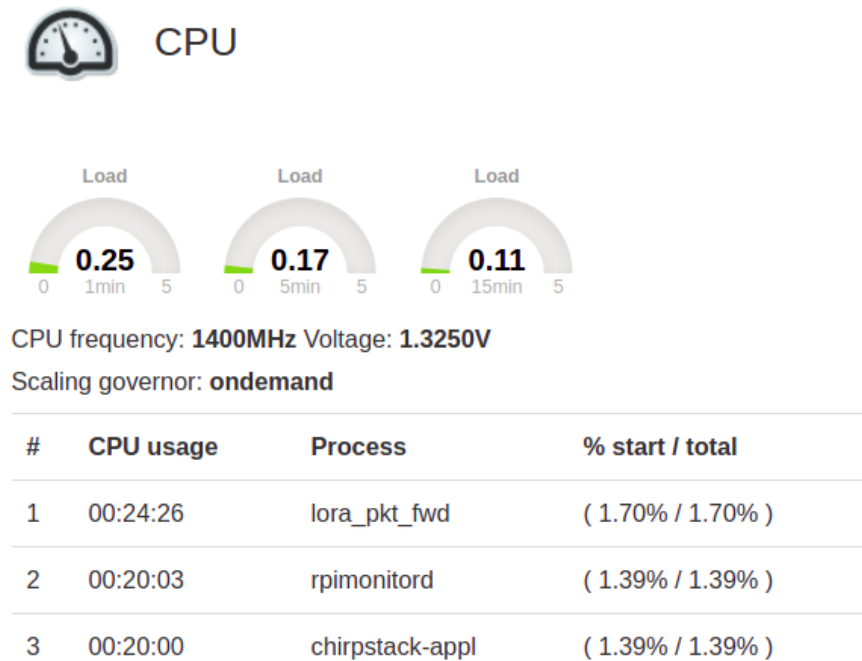 CPU
Load Load Load
0.25 0.17 0.11
0 1min 5 0 5min 5 0 15min 5
CPU frequency: 1400MHz Voltage: 1.3250V
Scaling governor: ondemand
# CPU usage Process % start / total
1 00:24:26 lora_pkt_fwd ( 1.70% / 1.70% )
2 00:20:03 rpimonitord ( 1.39% / 1.39% )
3 00:20:00 chirpstack-appl ( 1.39% / 1.39% )